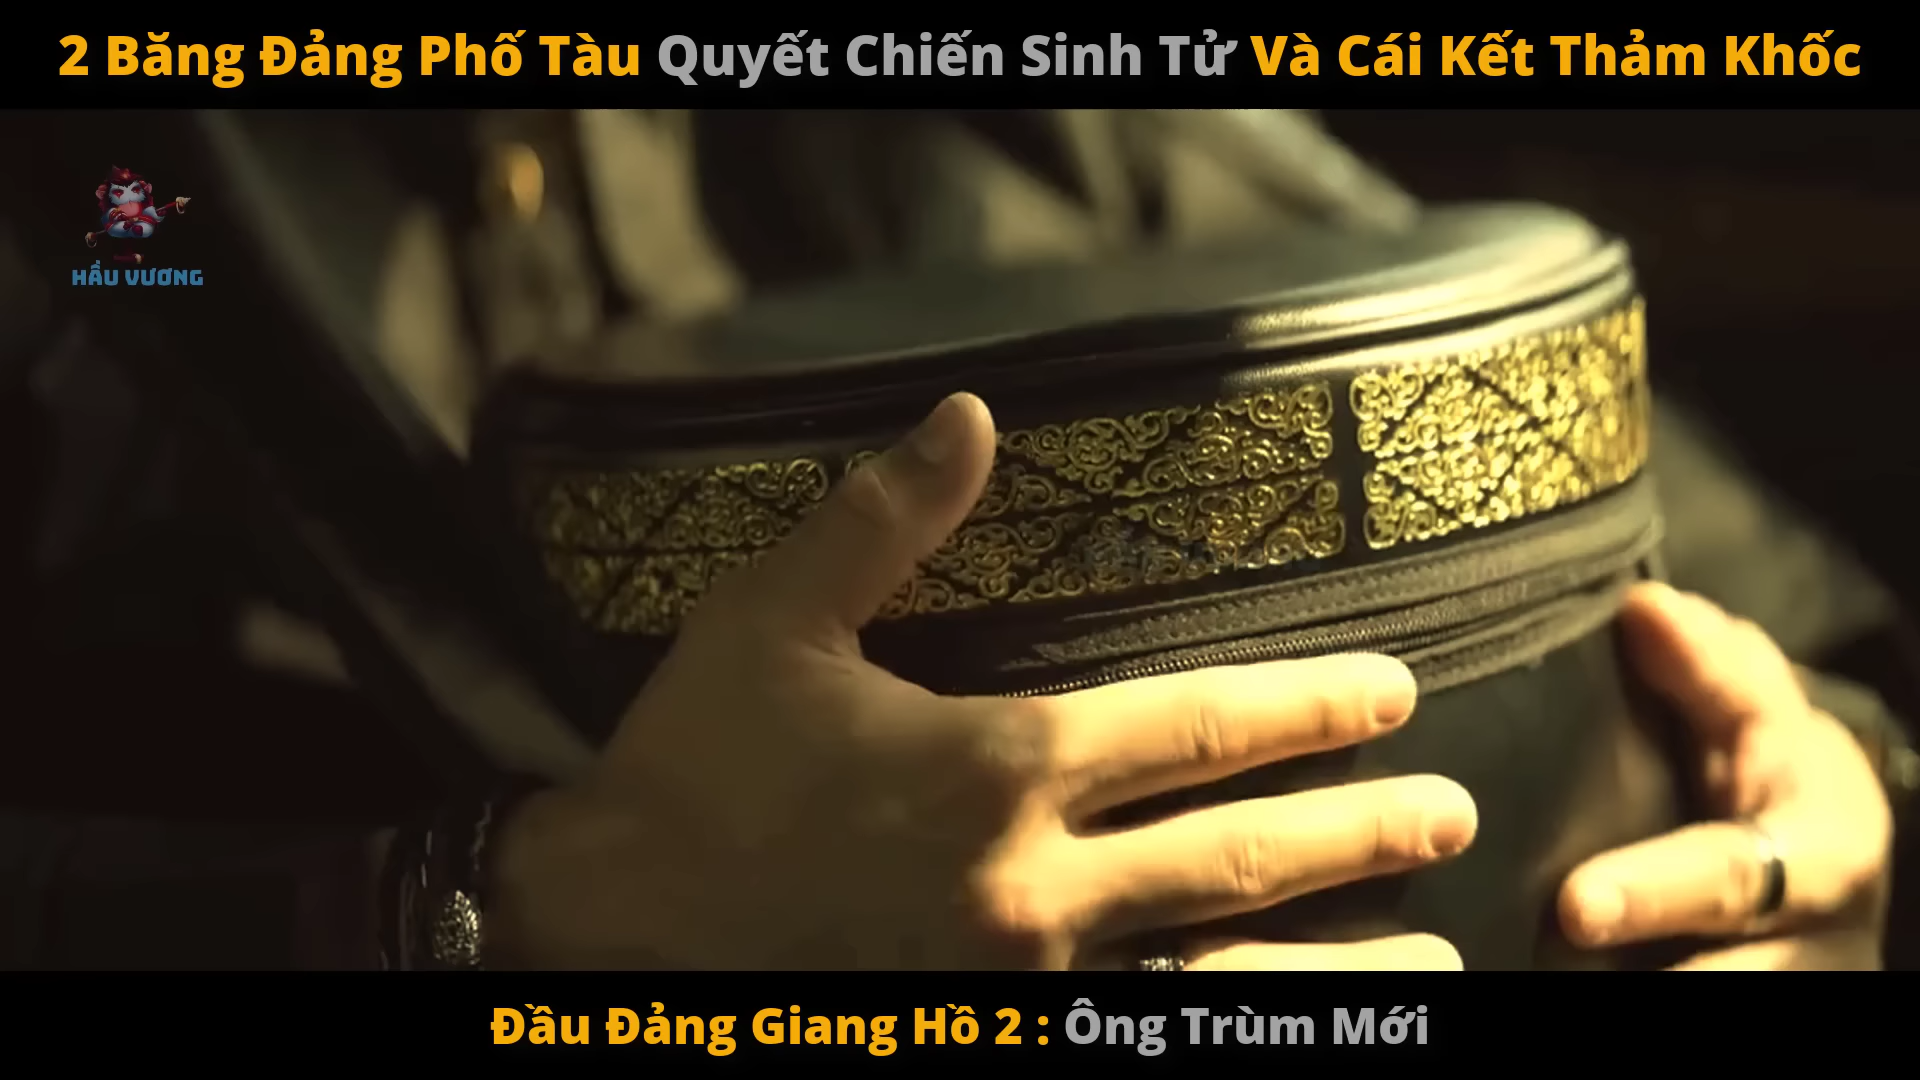 2 Băng Đảng Phố Tàu Quyết Chiến Sinh Tử Và Cái Kết Thảm Khốc
HẦU VƯƠNG
Đầu Đảng Giang Hồ 2 : Ông Trùm Mới